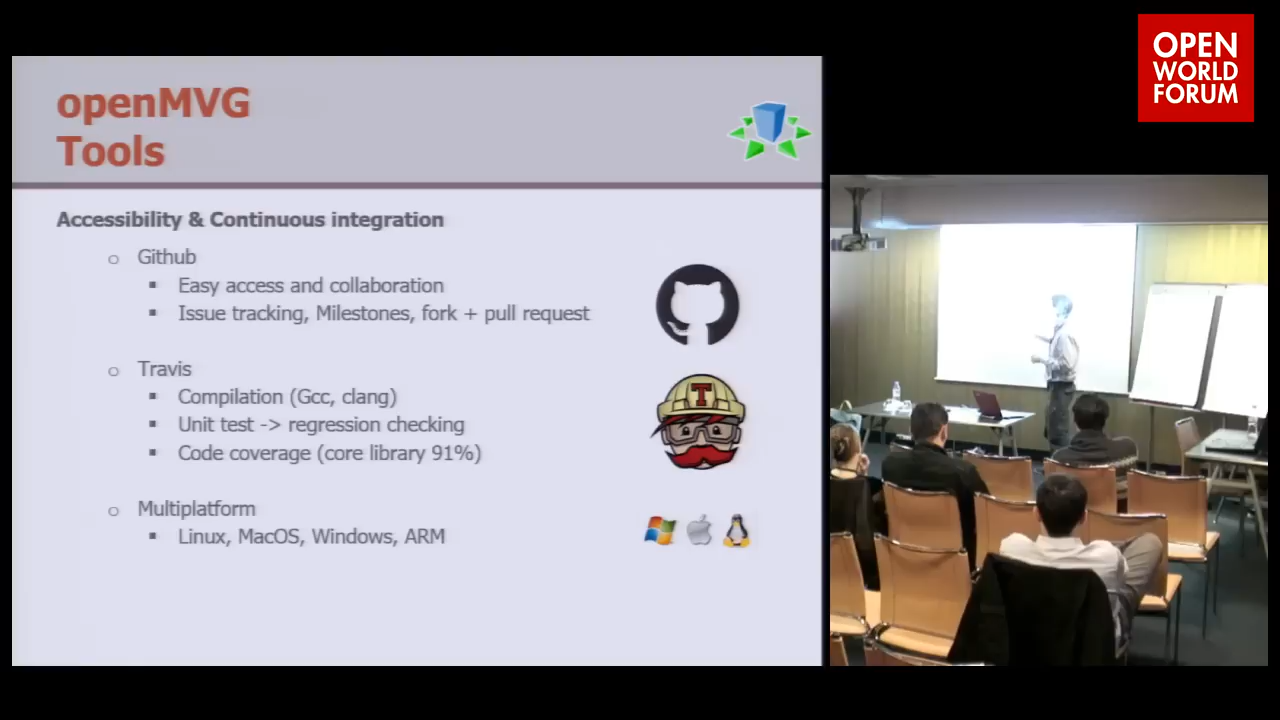 OPEN
WORLD
FORUM
openMVG
Tools
Accessibility & Continuous integration
o Github
▪ Easy access and collaboration
▪ Issue tracking, Milestones, fork + pull request
o Travis
▪ Compilation (Gcc, clang)
▪ Unit test -> regression checking
▪ Code coverage (core library 91%)
o Multiplatform
▪ Linux, MacOS, Windows, ARM
T